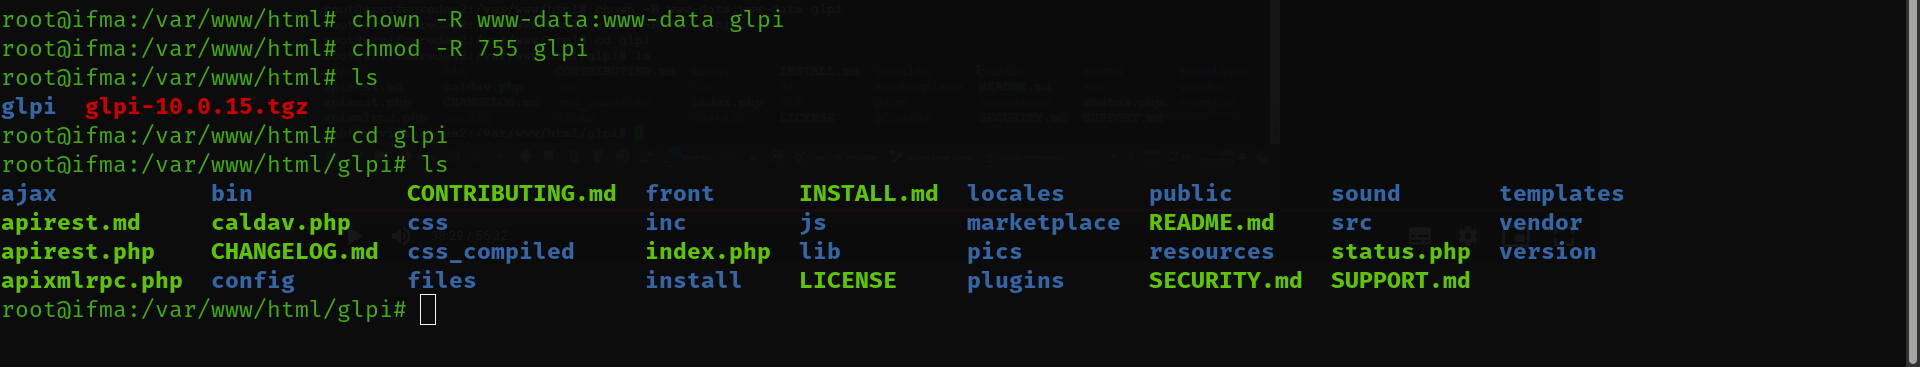 root@ifma:/var/www/html# chown -R www-data:www-data glpi
root@ifma:/var/www/html# chmod -R 755 glpi
root@ifma:/var/www/html# ls
glpi  glpi-10.0.15.tgz
root@ifma:/var/www/html# cd glpi
root@ifma:/var/www/html/glpi# ls
ajax bin CONTRIBUTING.md front INSTALL.md locales public sound templates
apirest.md caldav.php css inc js marketplace README.md src vendor
apirest.php CHANGELOG.md css_compiled index.php lib pics resources status.php version
apixmlrpc.php config files install LICENSE plugins SECURITY.md SUPPORT.md
root@ifma:/var/www/html/glpi#